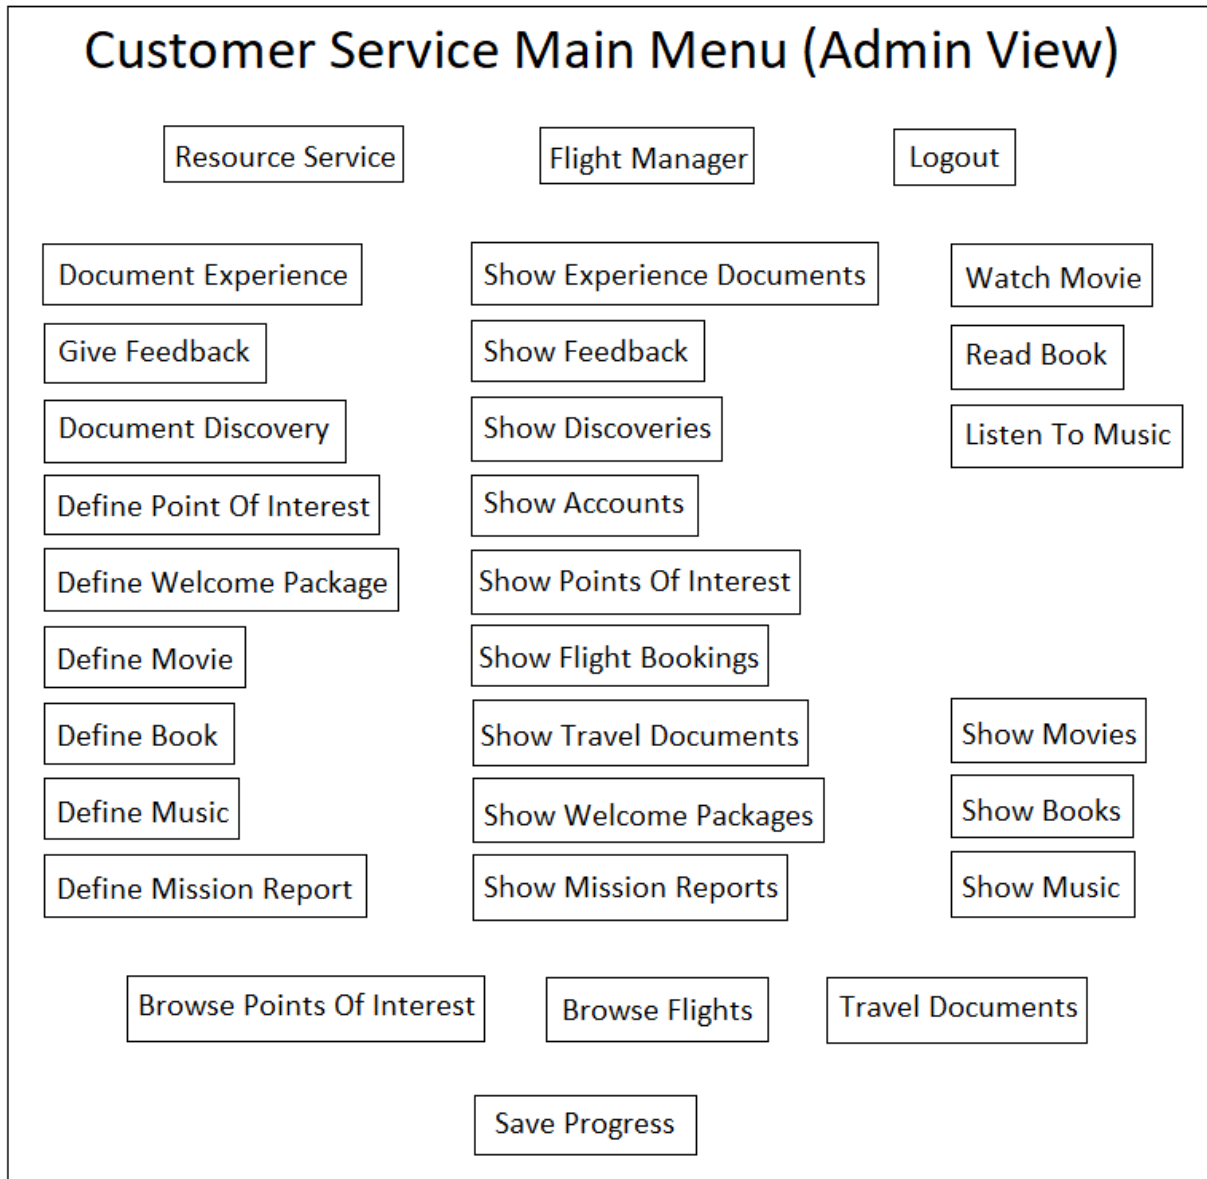 Customer Service Main Menu (Admin View)
Resource Service
Flight Manager
Logout
Document Experience
Show Experience Documents
Watch Movie
Give Feedback
Show Feedback
Read Book
Document Discovery
Show Discoveries
Listen To Music
Define Point Of Interest
Show Accounts
Define Welcome Package
Show Points Of Interest
Define Movie
Show Flight Bookings
Define Book
Show Travel Documents
Show Movies
Define Music
Show Welcome Packages
Show Books
Define Mission Report
Show Mission Reports
Show Music
Browse Points Of Interest
Browse Flights
Travel Documents
Save Progress